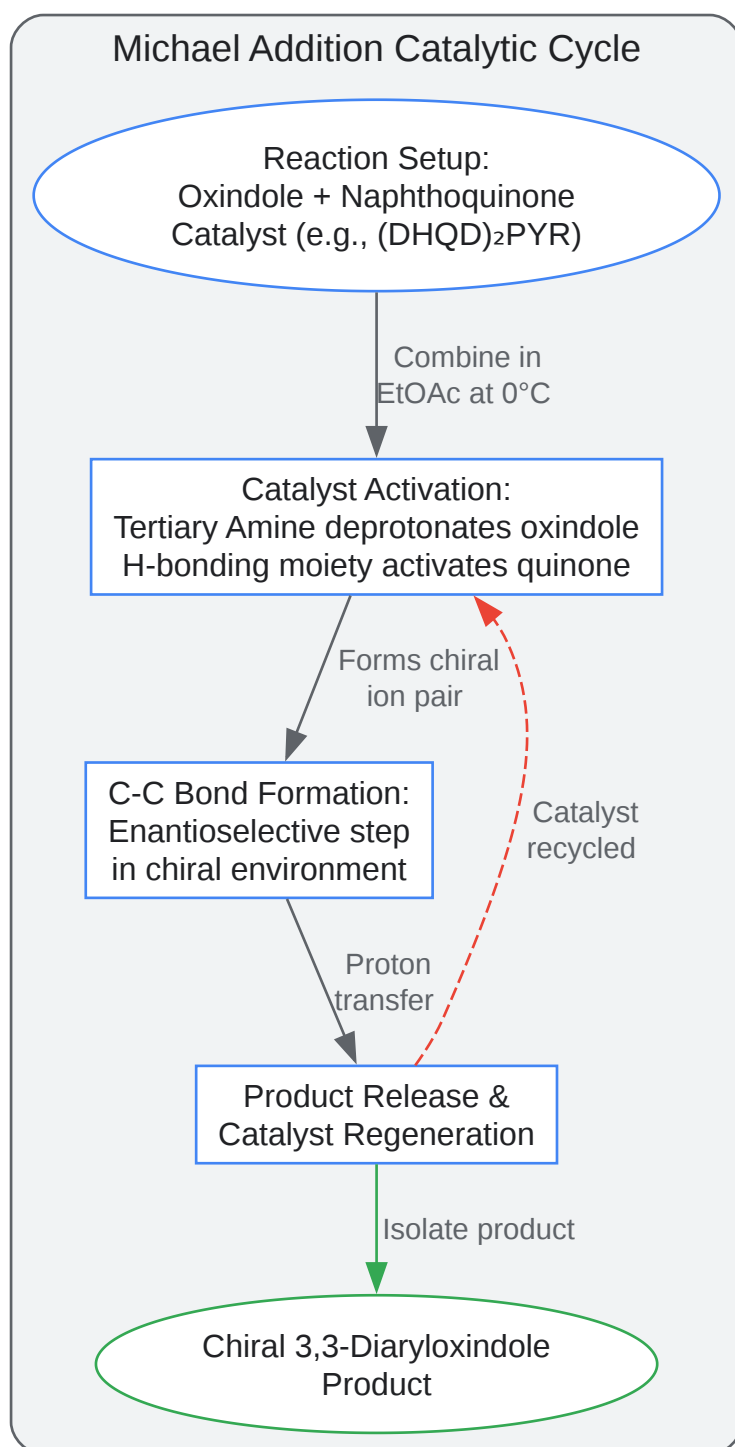 Michael Addition Catalytic Cycle
Reaction Setup:
Oxindole + Naphthoquinone
Catalyst (e.g., (DHQD)₂PYR)
Combine in
EtOAc at 0°C
Catalyst Activation:
Tertiary Amine deprotonates oxindole
H-bonding moiety activates quinone
Forms chiral
ion pair
C-C Bond Formation:
Enantioselective step
in chiral environment
Catalyst
recycled
Proton
transfer
Product Release &
Catalyst Regeneration
Isolate product
Chiral 3,3-Diaryloxindole
Product